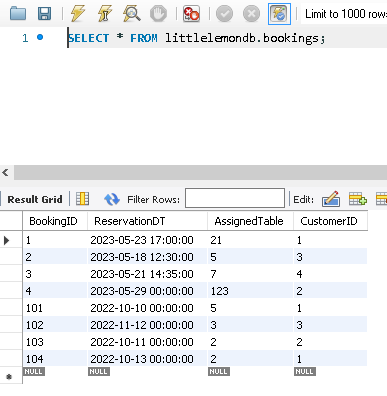 Limit to 1000 rows
1 SELECT * FROM littlelemondb.bookings;
Result Grid Filter Rows: Edit:
BookingID ReservationDT AssignedTable CustomerID
1 2023-05-23 17:00:00 21 1
2 2023-05-18 12:30:00 5 3
3 2023-05-21 14:35:00 7 4
4 2023-05-29 00:00:00 123 2
101 2022-10-10 00:00:00 5 1
102 2022-11-12 00:00:00 3 3
103 2022-10-11 00:00:00 2 2
104 2022-10-13 00:00:00 2 1
NULL NULL NULL NULL